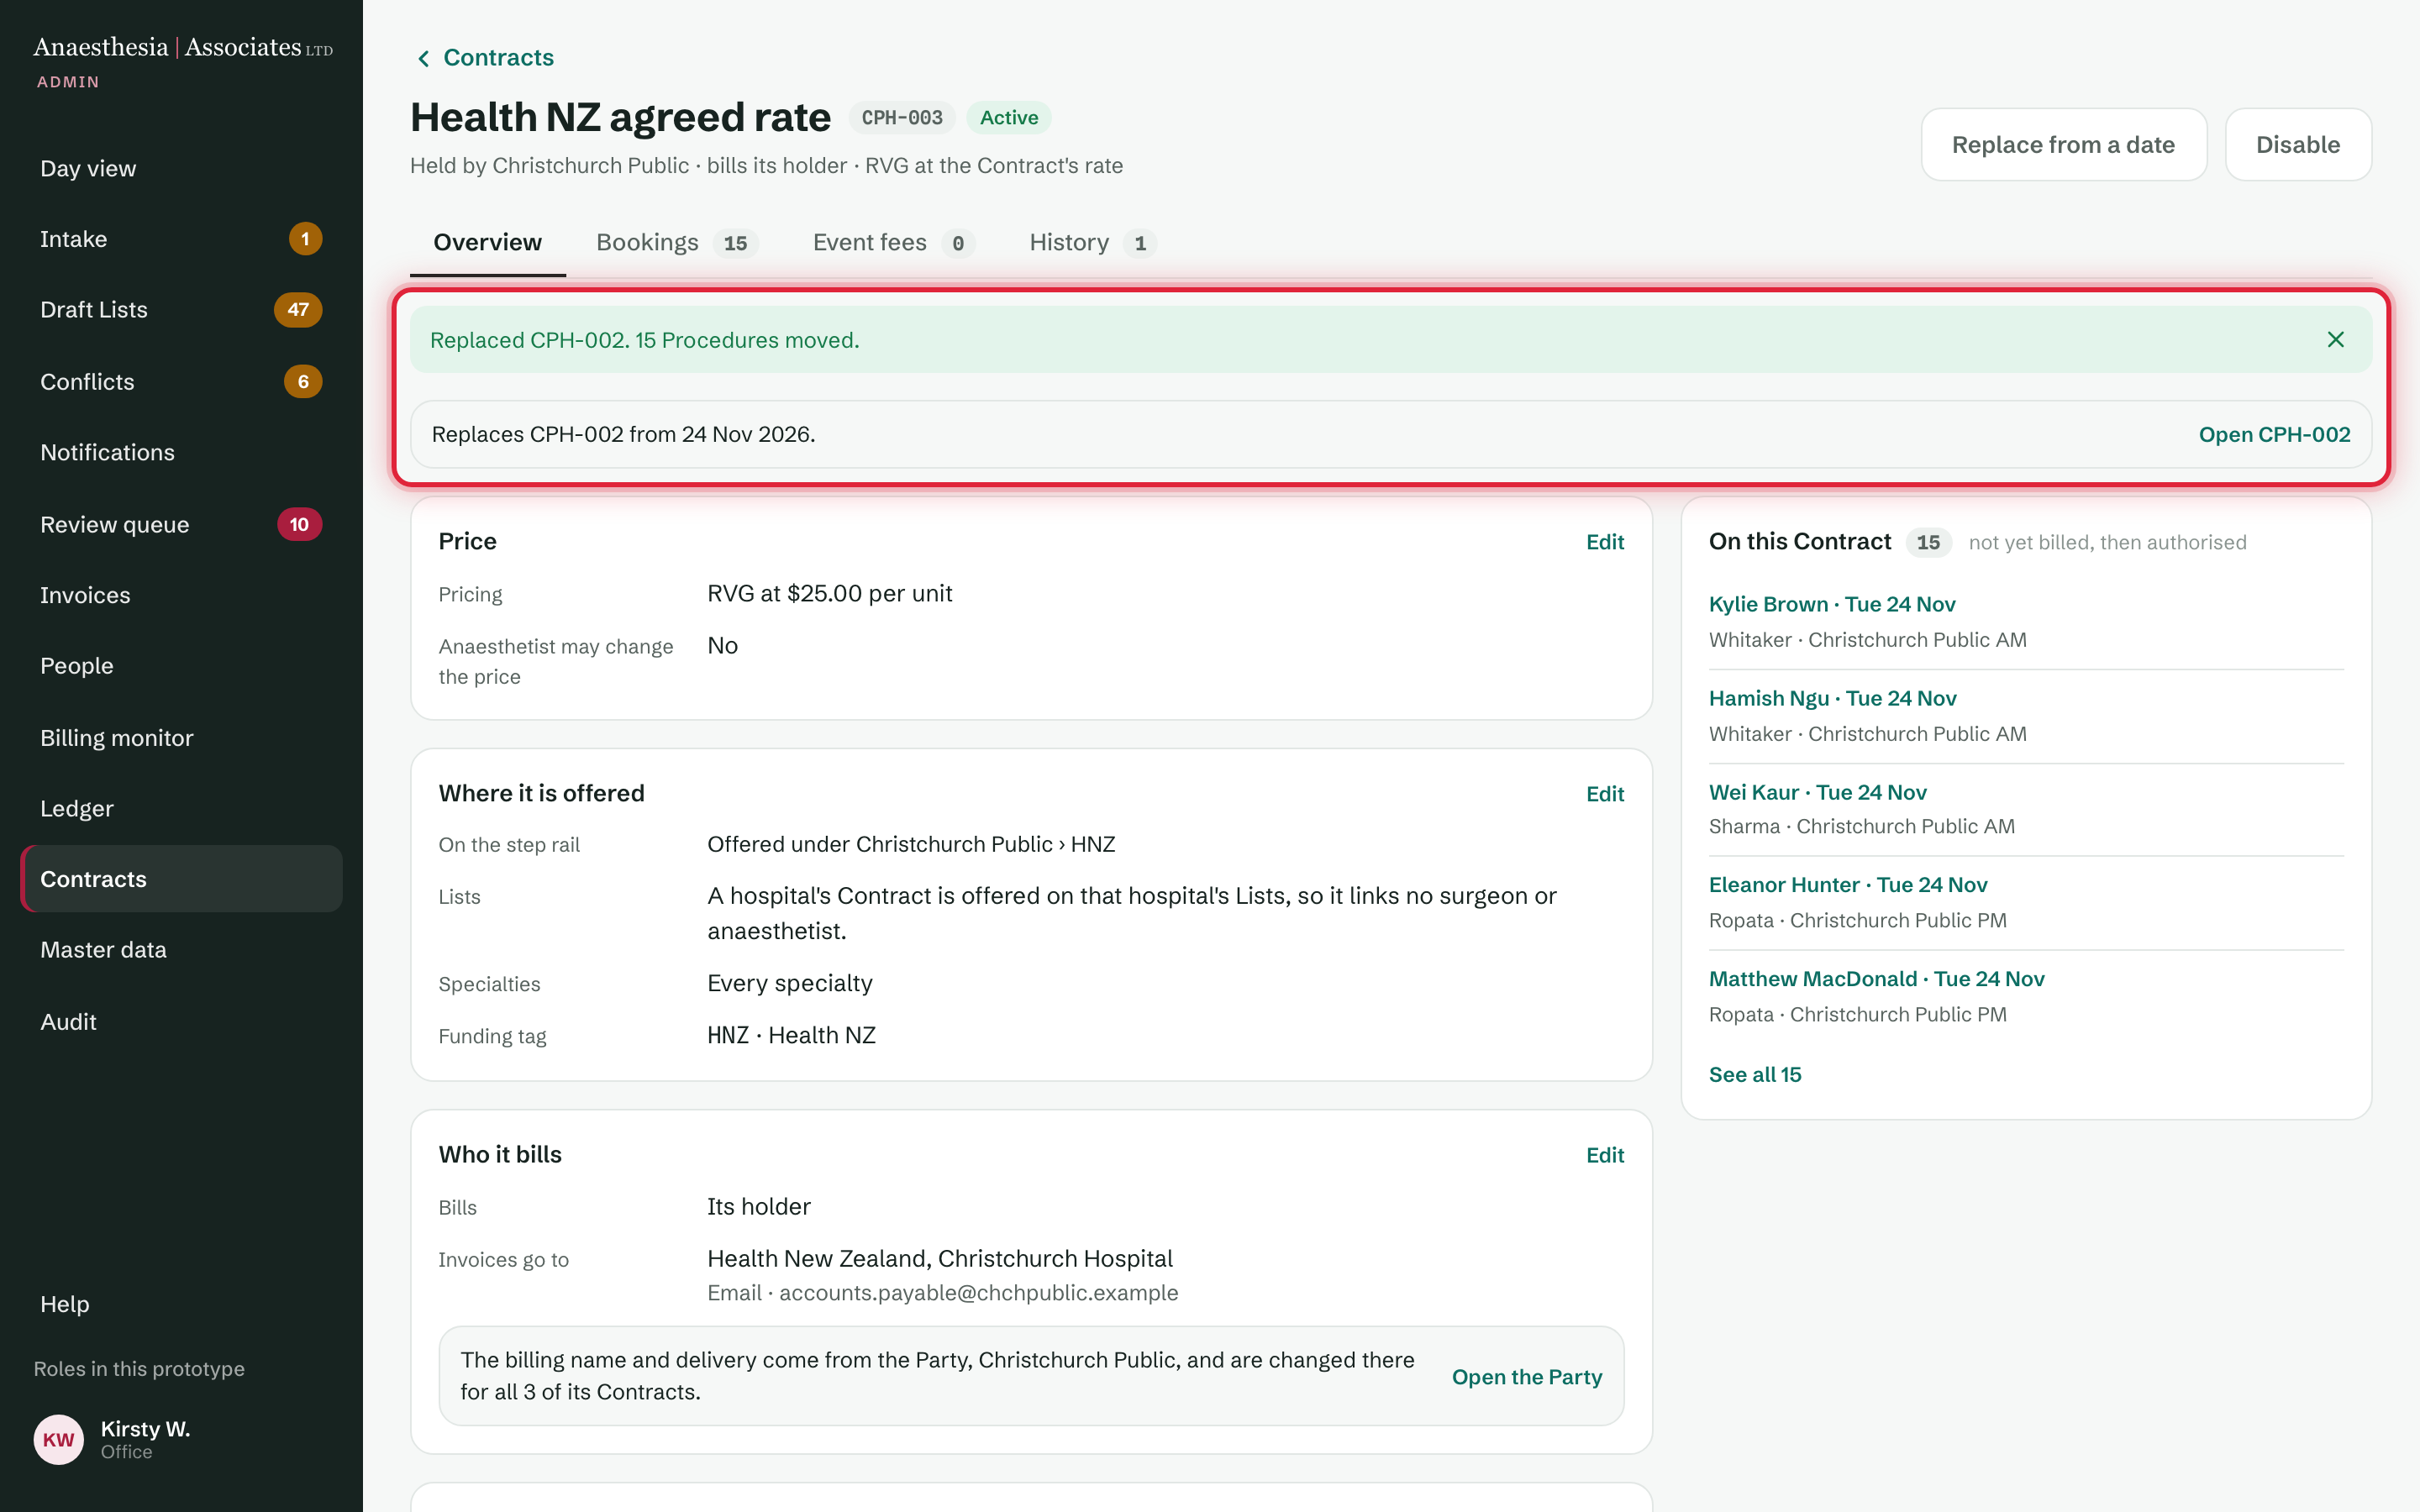 Anaesthesia | Associates LTD
ADMIN
Day view
Intake 1
Draft Lists 47
Conflicts 6
Notifications
Review queue 10
Invoices
People
Billing monitor
Ledger
Contracts
Master data
Audit
Help
Roles in this prototype
KW
Kirsty W.
Office
Contracts
Health NZ agreed rate CPH-003 Active
Held by Christchurch Public · bills its holder · RVG at the Contract's rate
Replace from a date
Disable
Overview
Bookings 15
Event fees 0
History 1
Replaced CPH-002. 15 Procedures moved.
Replaces CPH-002 from 24 Nov 2026.
Open CPH-002
Price
Edit
Pricing
RVG at $25.00 per unit
Anaesthetist may change
the price
No
Where it is offered
Edit
On the step rail
Offered under Christchurch Public › HNZ
Lists
A hospital's Contract is offered on that hospital's Lists, so it links no surgeon or
anaesthetist.
Specialties
Every specialty
Funding tag
HNZ · Health NZ
Who it bills
Edit
Bills
Its holder
Invoices go to
Health New Zealand, Christchurch Hospital
Email · accounts.payable@chchpublic.example
The billing name and delivery come from the Party, Christchurch Public, and are changed there
for all 3 of its Contracts.
Open the Party
On this Contract 15 not yet billed, then authorised
Kylie Brown · Tue 24 Nov
Whitaker · Christchurch Public AM
Hamish Ngu · Tue 24 Nov
Whitaker · Christchurch Public AM
Wei Kaur · Tue 24 Nov
Sharma · Christchurch Public AM
Eleanor Hunter · Tue 24 Nov
Ropata · Christchurch Public PM
Matthew MacDonald · Tue 24 Nov
Ropata · Christchurch Public PM
See all 15